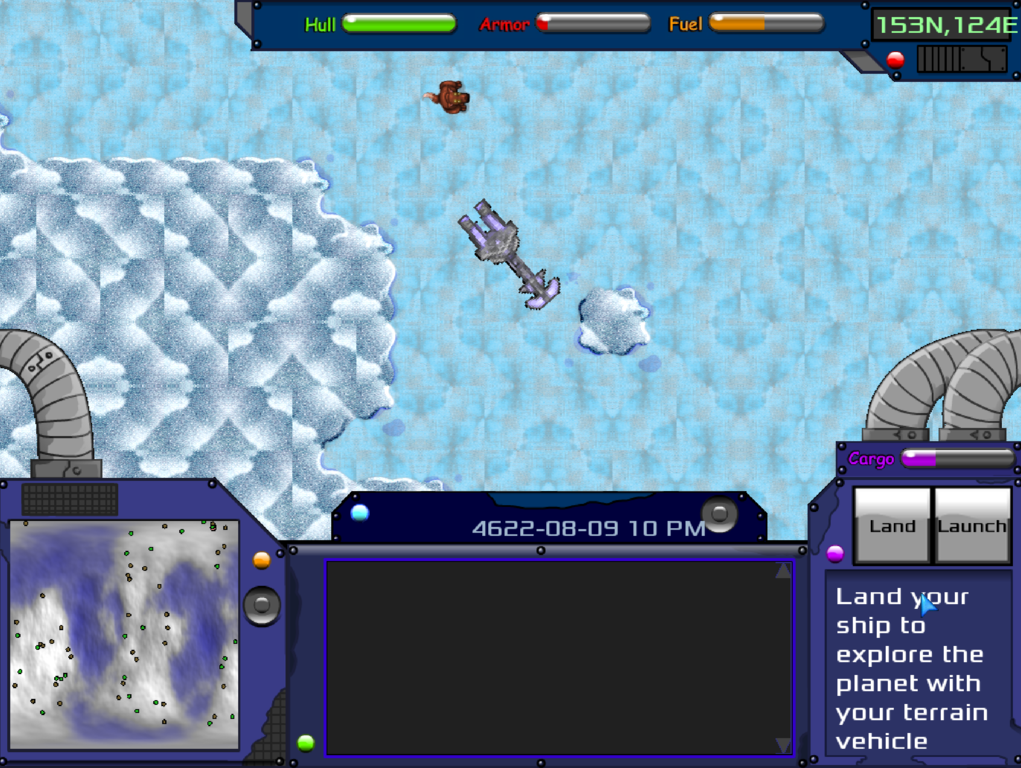 Hull Armor Fuel 153N,124E
Cargo
Land Launch
4622-08-09 10 PM
Land your
ship to
explore the
planet with
your terrain
vehicle